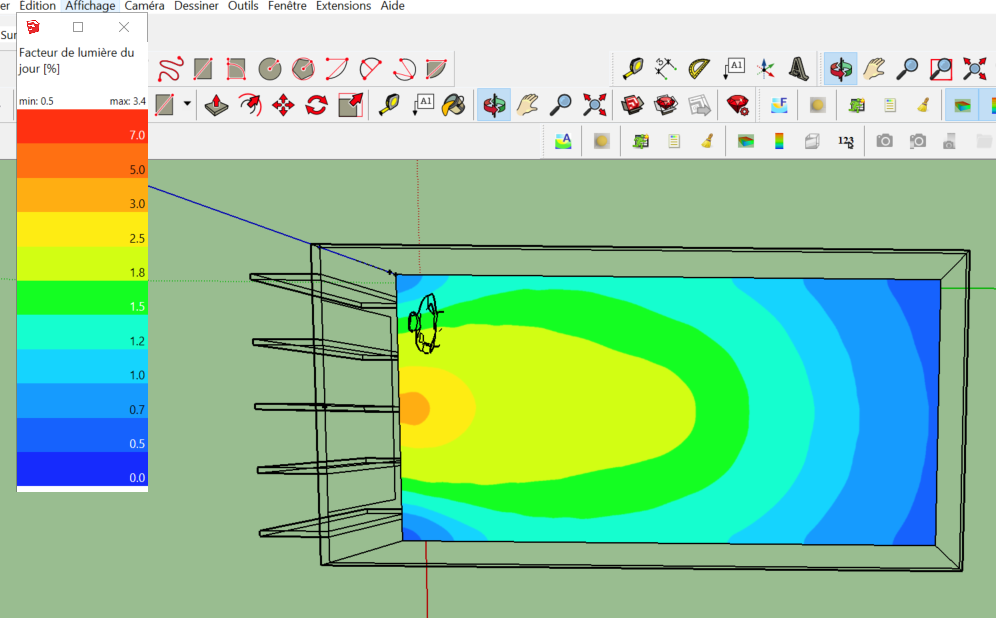 er Edition Affichage Caméra Dessiner Outils Fenêtre Extensions Aide
Sur
Facteur de lumière du
jour [%]
min: 0.5 max: 3.4
7.0
5.0
3.0
2.5
1.8
1.5
1.2
1.0
0.7
0.5
0.0
A1
A1
F
A
123